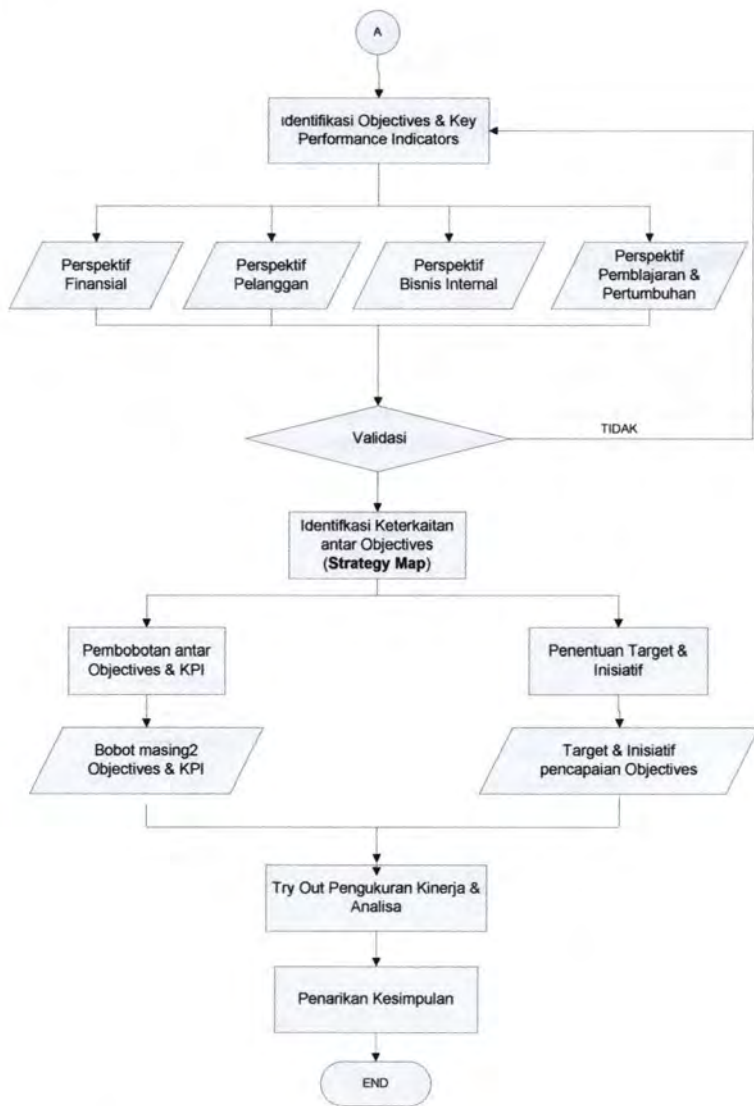 A
Identifikasi Objectives & Key
Performance Indicators
Perspektif
Finansial
Perspektif
Pelanggan
Perspektif
Bisnis Internal
Perspektif
Pemblajaran &
Pertumbuhan
Validasi
TIDAK
Identifkasi Keterkaitan
antar Objectives
(Strategy Map)
Pembobotan antar
Objectives & KPI
Penentuan Target &
Inisiatif
Bobot masing2
Objectives & KPI
Target & Inisiatif
pencapaian Objectives
Try Out Pengukuran Kinerja &
Analisa
Penarikan Kesimpulan
END